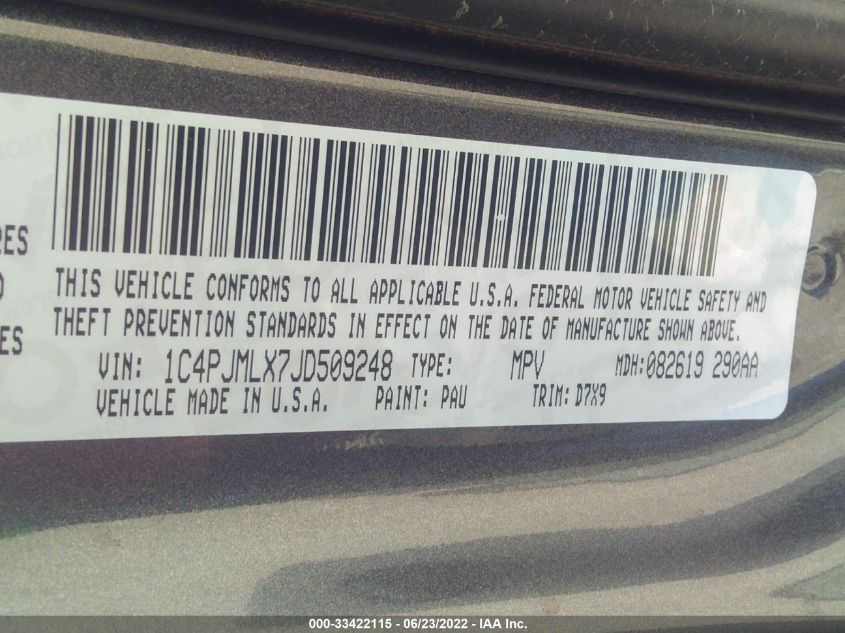 RES
THIS VEHICLE CONFORMS TO ALL APPLICABLE U.S.A. FEDERAL MOTOR VEHICLE SAFETY AND
THEFT PREVENTION STANDARDS IN EFFECT ON THE DATE OF MANUFACTURE SHOWN ABOVE.
ES
VIN: 1C4PJMLX7JD509248 TYPE: MPV MDH:082619 290AA
VEHICLE MADE IN U.S.A. PAINT: PAU TRIM: D7X9
000-33422115 - 06/23/2022 - IAA Inc.